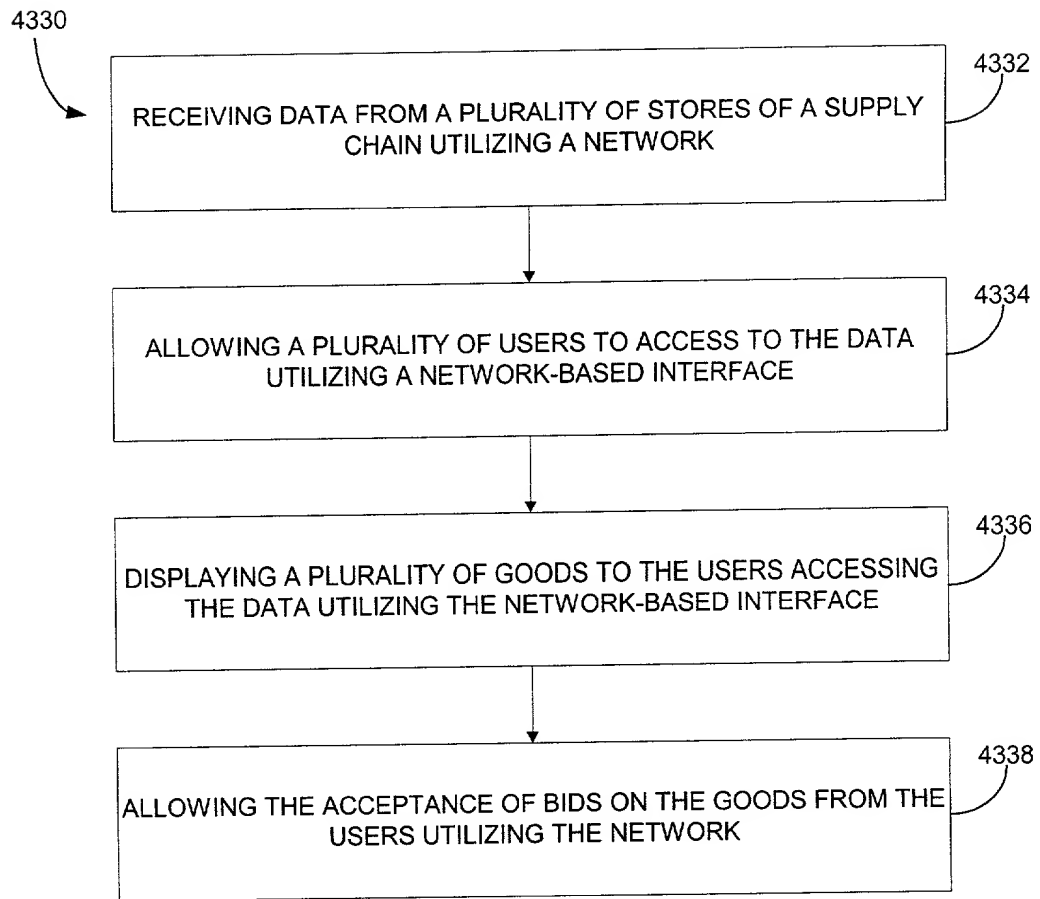 4330
4332
RECEIVING DATA FROM A PLURALITY OF STORES OF A SUPPLY
CHAIN UTILIZING A NETWORK
4334
ALLOWING A PLURALITY OF USERS TO ACCESS TO THE DATA
UTILIZING A NETWORK-BASED INTERFACE
4336
DISPLAYING A PLURALITY OF GOODS TO THE USERS ACCESSING
THE DATA UTILIZING THE NETWORK-BASED INTERFACE
4338
ALLOWING THE ACCEPTANCE OF BIDS ON THE GOODS FROM THE
USERS UTILIZING THE NETWORK